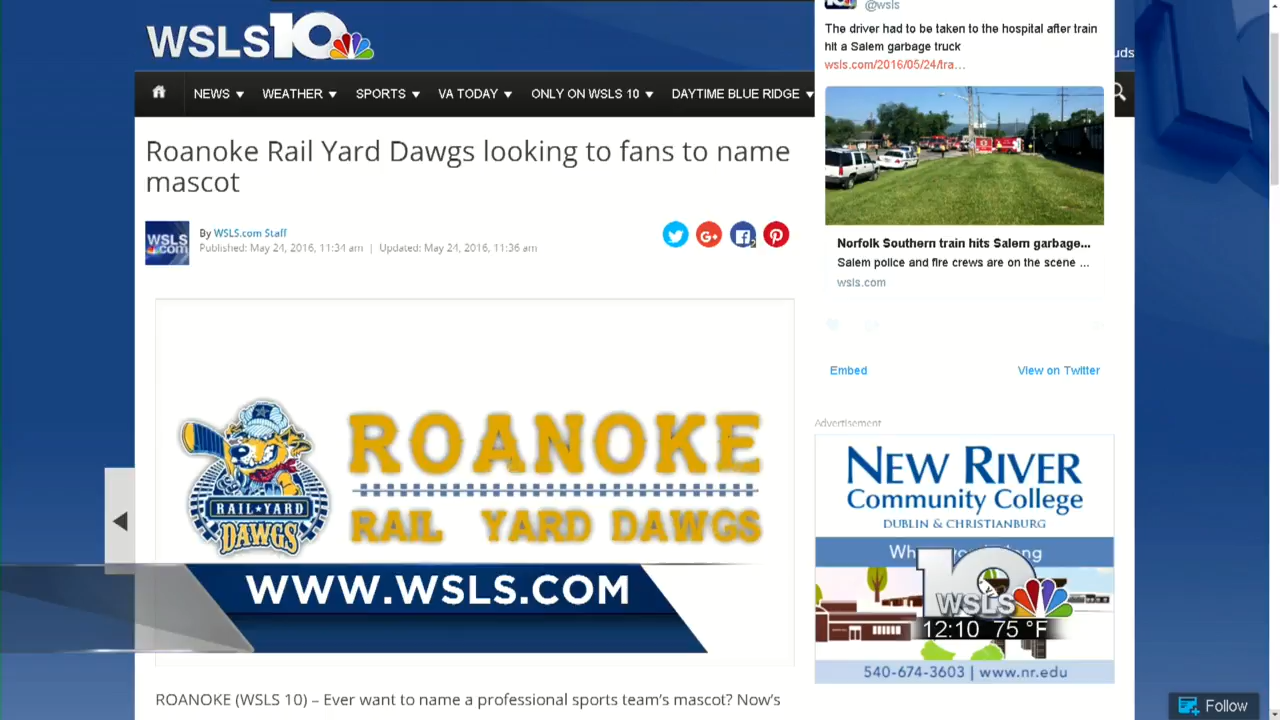 WSLS10
@wsls
The driver had to be taken to the hospital after train
hit a Salem garbage truck
wsls.com/2016/05/24/tra…
uds
NEWS WEATHER SPORTS VA TODAY ONLY ON WSLS 10 DAYTIME BLUE RIDGE
Roanoke Rail Yard Dawgs looking to fans to name
mascot
WSLS
.com
By WSLS.com Staff
Published: May 24, 2016, 11:34 am | Updated: May 24, 2016, 11:36 am
Norfolk Southern train hits Salem garbage...
Salem police and fire crews are on the scene ...
wsls.com
Embed View on Twitter
Advertisement
RAIL★YARD
DAWGS
ROANOKE
RAIL YARD DAWGS
WWW.WSLS.COM
NEW RIVER
Community College
DUBLIN & CHRISTIANBURG
10
WSLS
12:10 75 °F
540-674-3603 | www.nr.edu
ROANOKE (WSLS 10) – Ever want to name a professional sports team's mascot? Now's
Follow